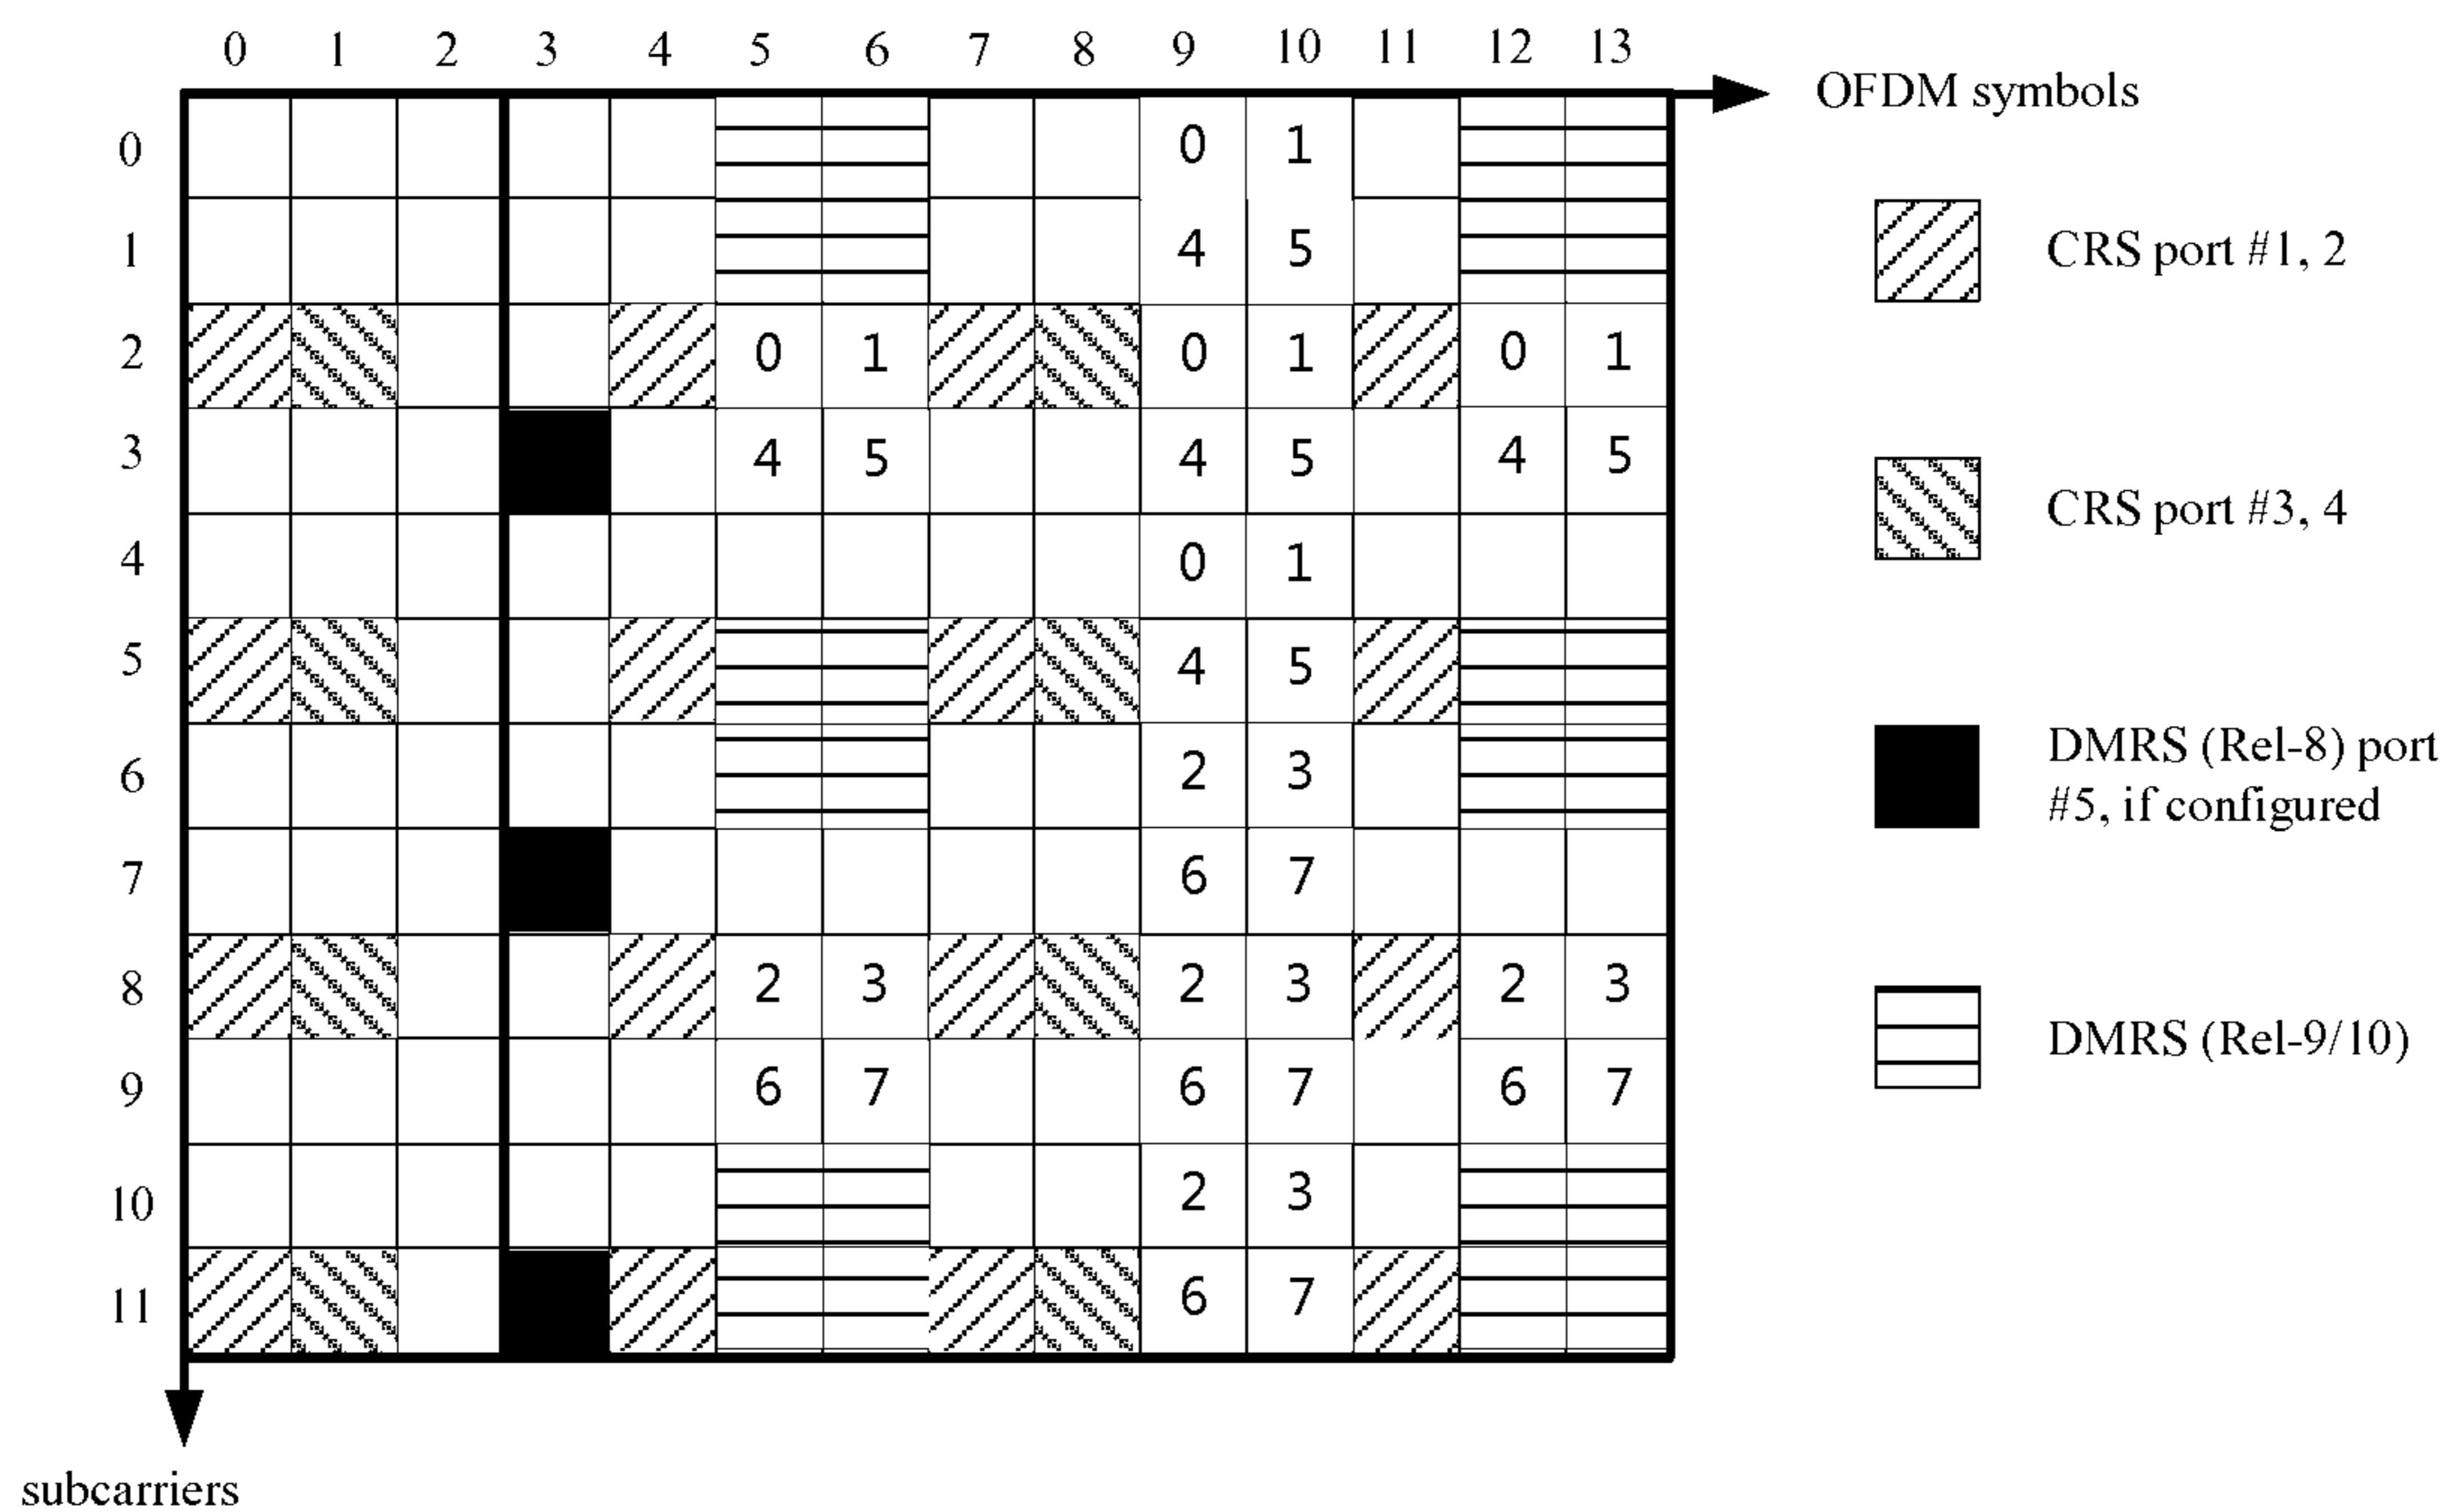 0 1 2 3 4 5 6 7 8 9 10 11 12 13
OFDM symbols
0 0 1
1 4 5
2 0 1 0 1 0 1
3 4 5 4 5 4 5
4 0 1
5 4 5
6 2 3
7 6 7
8 2 3 2 3 2 3
9 6 7 6 7 6 7
10 2 3
11 6 7
subcarriers
CRS port #1, 2
CRS port #3, 4
DMRS (Rel-8) port
#5, if configured
DMRS (Rel-9/10)